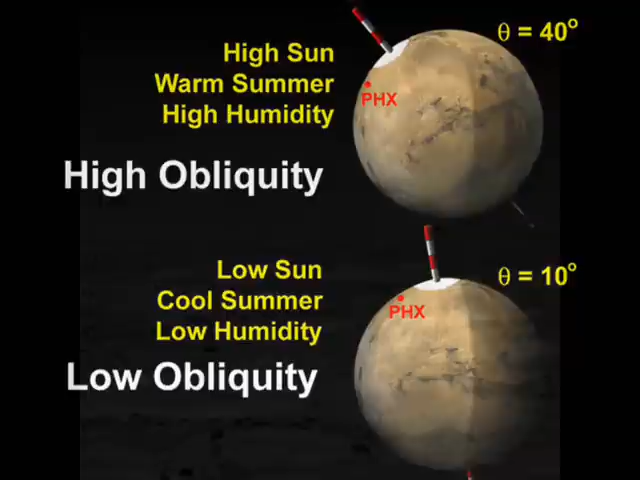 θ = 40°
High Sun
Warm Summer
High Humidity
PHX
High Obliquity
Low Sun
Cool Summer
Low Humidity
θ = 10°
PHX
Low Obliquity